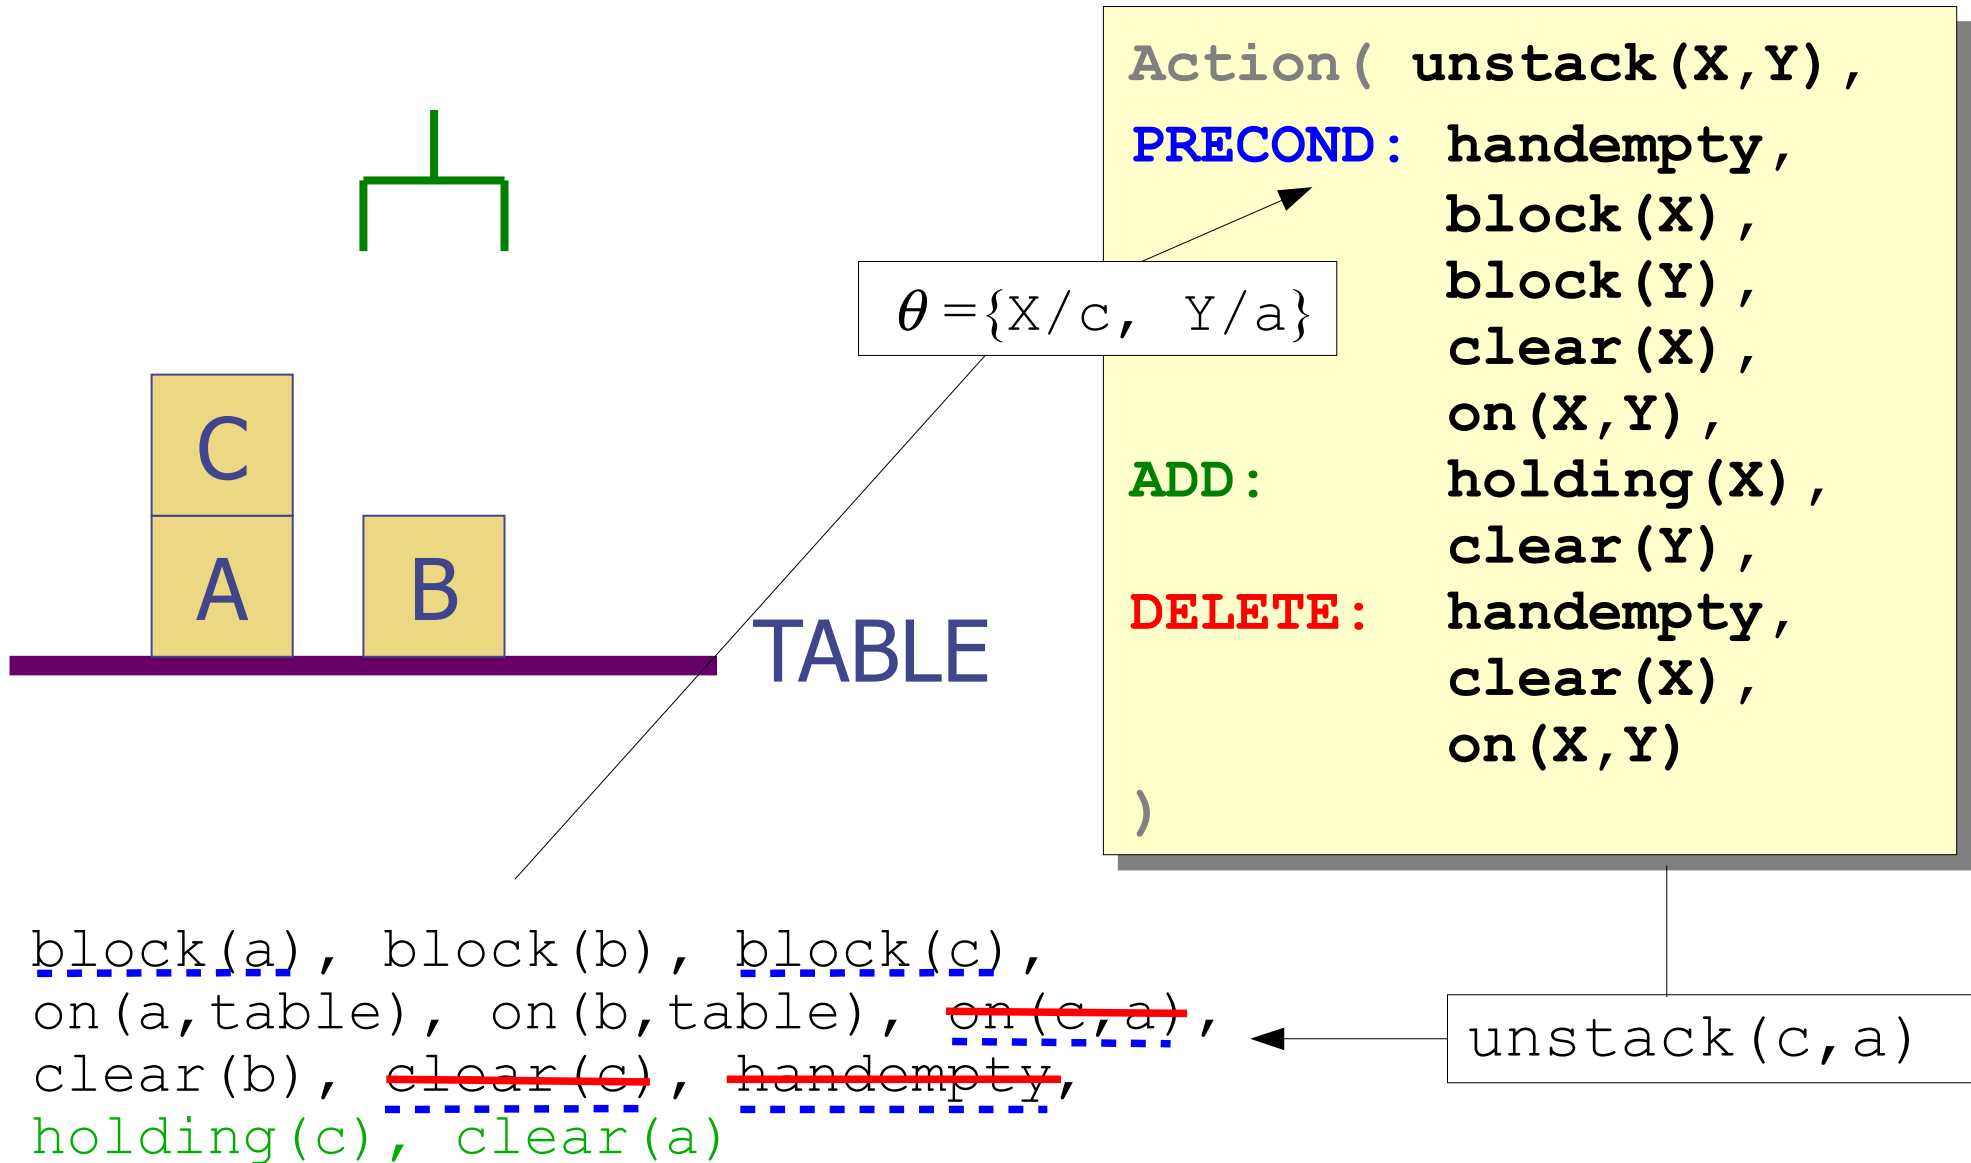 Action( unstack(X,Y),
PRECOND: handempty,
block(X),
block(Y),
clear(X),
on(X,Y),
ADD: holding(X),
clear(Y),
DELETE: handempty,
clear(X),
on(X,Y)
)
θ={X/c, Y/a}
C
A
B
TABLE
block(a), block(b), block(c),
on(a,table), on(b,table), on(c,a),
clear(b), clear(c), handempty,
holding(c), clear(a)
unstack(c,a)